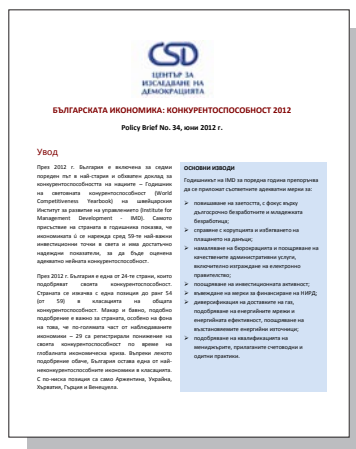 CSD
ЦЕНТЪР ЗА
ИЗСЛЕДВАНЕ НА
ДЕМОКРАЦИЯТА
БЪЛГАРСКАТА ИКОНОМИКА: КОНКУРЕНТОСПОСОБНОСТ 2012
Policy Brief No. 34, юни 2012 г.
Увод
През 2012 г. България е включена за седми
пореден път в най-стария и обхватен доклад за
конкурентоспособността на нациите – Годишник
на световната конкурентоспособност (World
Competitiveness Yearbook) на швейцарския
Институт за развитие на управлението (Institute for
Management Development - IMD). Самото
присъствие на страната в годишника показва, че
икономиката ѝ се нарежда сред 59-те най-важни
инвестиционни точки в света и има достатъчно
надеждни показатели, за да бъде оценена
адекватно нейната конкурентоспособност.
През 2012 г. България е една от 24-те страни, които
подобряват своята конкурентоспособност.
Страната се изкачва с една позиция до ранг 54
(от 59) в класацията на общата
конкурентоспособност. Макар и бавно, подобно
подобрение е важно за страната, особено на фона
на това, че по-голямата част от наблюдаваните
икономики – 29 са регистрирали понижение на
своята конкурентоспособност по време на
глобалната икономическа криза. Въпреки лекото
подобрение обаче, България остава една от най-
неконкурентоспособните икономики в класацията.
С по-ниска позиция са само Аржентина, Украйна,
Хърватия, Гърция и Венецуела.
ОСНОВНИ ИЗВОДИ
Годишникът на IMD за поредна година препоръчва
да се приложат съответните адекватни мерки за:
➢ повишаване на заетостта, с фокус върху
дългосрочно безработните и младежката
безработица;
➢ справяне с корупцията и избягването на
плащането на данъци;
➢ намаляване на бюрокрацията и поощряване на
качествените административни услуги,
включително изграждане на електронно
правителство;
➢ поощряване на инвестиционната активност;
➢ въвеждане на мерки за финансиране на НИРД;
➢ диверсификация на доставките на газ,
подобряване на енергийните мрежи и
енергийната ефективност, поощряване на
възстановяемите енергийни източници;
➢ подобряване на квалификацията на
мениджърите, прилаганите счетоводни и
одитни практики.